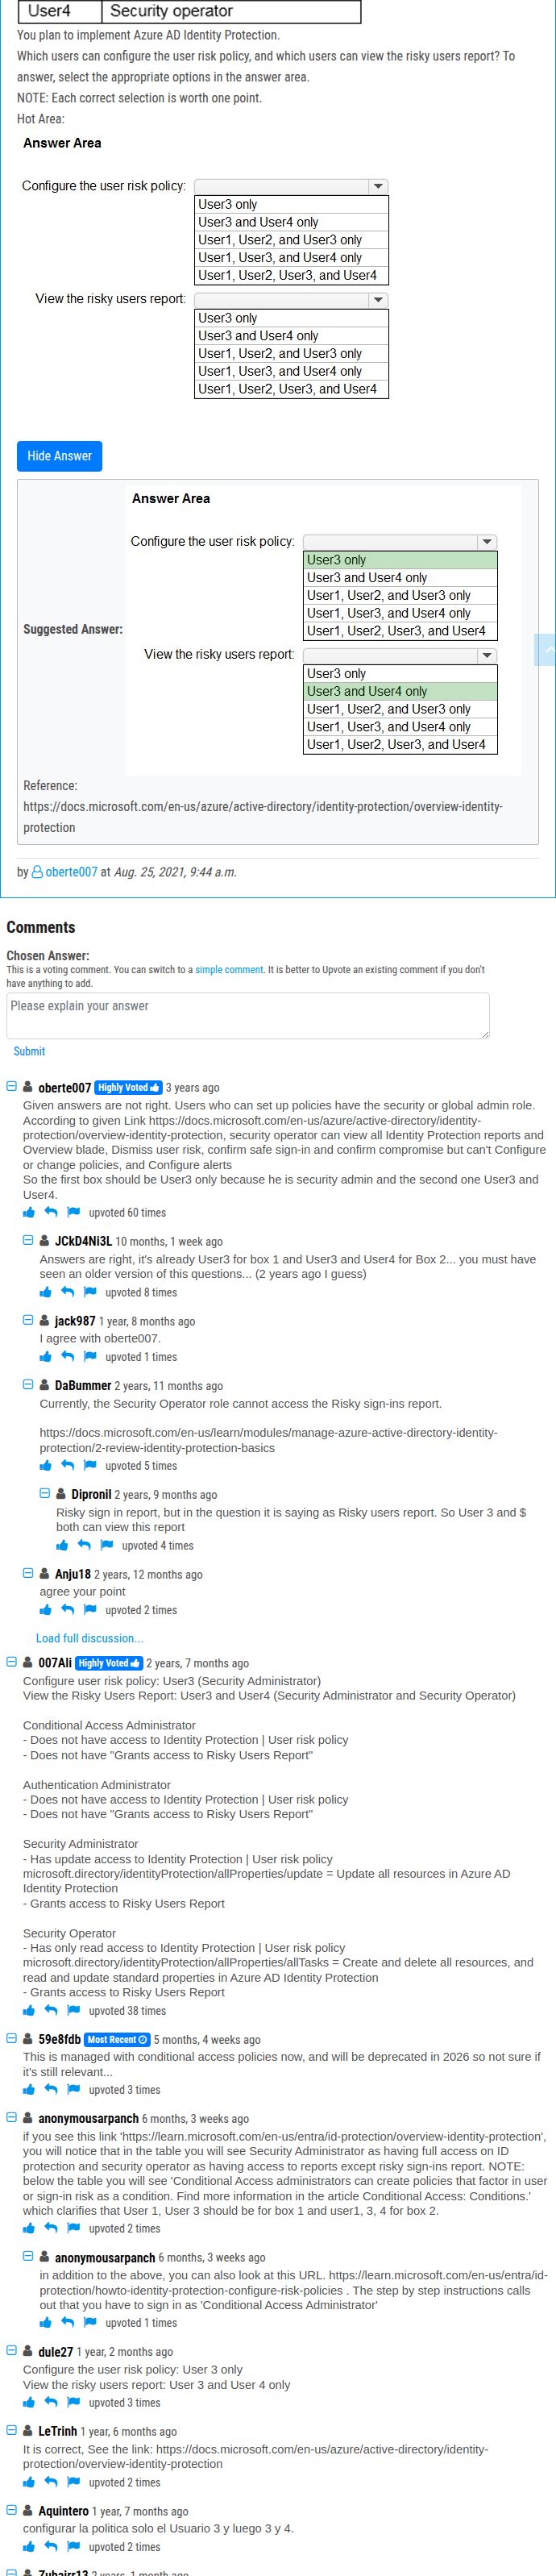 User4 Security operator
You plan to implement Azure AD Identity Protection.
Which users can configure the user risk policy, and which users can view the risky users report? To
answer, select the appropriate options in the answer area.
NOTE: Each correct selection is worth one point.
Hot Area:
Answer Area
Configure the user risk policy:
User3 only
User3 and User4 only
User1, User2, and User3 only
User1, User3, and User4 only
User1, User2, User3, and User4
View the risky users report:
User3 only
User3 and User4 only
User1, User2, and User3 only
User1, User3, and User4 only
User1, User2, User3, and User4
Hide Answer
Answer Area
Configure the user risk policy:
User3 only
User3 and User4 only
User1, User2, and User3 only
User1, User3, and User4 only
Suggested Answer:
User1, User2, User3, and User4
View the risky users report:
User3 only
User3 and User4 only
User1, User2, and User3 only
User1, User3, and User4 only
User1, User2, User3, and User4
Reference:
https://docs.microsoft.com/en-us/azure/active-directory/identity-protection/overview-identity-
protection
by oberte007 at Aug. 25, 2021, 9:44 a.m.
Comments
Chosen Answer:
This is a voting comment. You can switch to a simple comment. It is better to Upvote an existing comment if you don't
have anything to add.
Please explain your answer
Submit
oberte007 Highly Voted 3 years ago
Given answers are not right. Users who can set up policies have the security or global admin role.
According to given Link https://docs.microsoft.com/en-us/azure/active-directory/identity-
protection/overview-identity-protection, security operator can view all Identity Protection reports and
Overview blade, Dismiss user risk, confirm safe sign-in and confirm compromise but can't Configure
or change policies, and Configure alerts
So the first box should be User3 only because he is security admin and the second one User3 and
User4.
upvoted 60 times
JCkD4Ni3L 10 months, 1 week ago
Answers are right, it's already User3 for box 1 and User3 and User4 for Box 2... you must have
seen an older version of this questions... (2 years ago I guess)
upvoted 8 times
jack987 1 year, 8 months ago
I agree with oberte007.
upvoted 1 times
DaBummer 2 years, 11 months ago
Currently, the Security Operator role cannot access the Risky sign-ins report.
https://docs.microsoft.com/en-us/learn/modules/manage-azure-active-directory-identity-
protection/2-review-identity-protection-basics
upvoted 5 times
Dipronil 2 years, 9 months ago
Risky sign in report, but in the question it is saying as Risky users report. So User 3 and $
both can view this report
upvoted 4 times
Anju18 2 years, 12 months ago
agree your point
upvoted 2 times
Load full discussion...
007Ali Highly Voted 2 years, 7 months ago
Configure user risk policy: User3 (Security Administrator)
View the Risky Users Report: User3 and User4 (Security Administrator and Security Operator)
Conditional Access Administrator
- Does not have access to Identity Protection | User risk policy
- Does not have "Grants access to Risky Users Report"
Authentication Administrator
- Does not have access to Identity Protection | User risk policy
- Does not have "Grants access to Risky Users Report"
Security Administrator
- Has update access to Identity Protection | User risk policy
microsoft.directory/identityProtection/allProperties/update = Update all resources in Azure AD
Identity Protection
- Grants access to Risky Users Report
Security Operator
- Has only read access to Identity Protection | User risk policy
microsoft.directory/identityProtection/allProperties/allTasks = Create and delete all resources, and
read and update standard properties in Azure AD Identity Protection
- Grants access to Risky Users Report
upvoted 38 times
59e8fdb Most Recent 5 months, 4 weeks ago
This is managed with conditional access policies now, and will be deprecated in 2026 so not sure if
it's still relevant...
upvoted 3 times
anonymousarpanch 6 months, 3 weeks ago
if you see this link 'https://learn.microsoft.com/en-us/entra/id-protection/overview-identity-protection',
you will notice that in the table you will see Security Administrator as having full access on ID
protection and security operator as having access to reports except risky sign-ins report. NOTE:
below the table you will see 'Conditional Access administrators can create policies that factor in user
or sign-in risk as a condition. Find more information in the article Conditional Access: Conditions.'
which clarifies that User 1, User 3 should be for box 1 and user1, 3, 4 for box 2.
upvoted 2 times
anonymousarpanch 6 months, 3 weeks ago
in addition to the above, you can also look at this URL. https://learn.microsoft.com/en-us/entra/id-
protection/howto-identity-protection-configure-risk-policies . The step by step instructions calls
out that you have to sign in as 'Conditional Access Administrator'
upvoted 1 times
dule27 1 year, 2 months ago
Configure the user risk policy: User 3 only
View the risky users report: User 3 and User 4 only
upvoted 3 times
LeTrinh 1 year, 6 months ago
It is correct, See the link: https://docs.microsoft.com/en-us/azure/active-directory/identity-
protection/overview-identity-protection
upvoted 2 times
Aquintero 1 year, 7 months ago
configurar la politica solo el Usuario 3 y luego 3 y 4.
upvoted 2 times
Zubairr13 2 years, 1 month ago